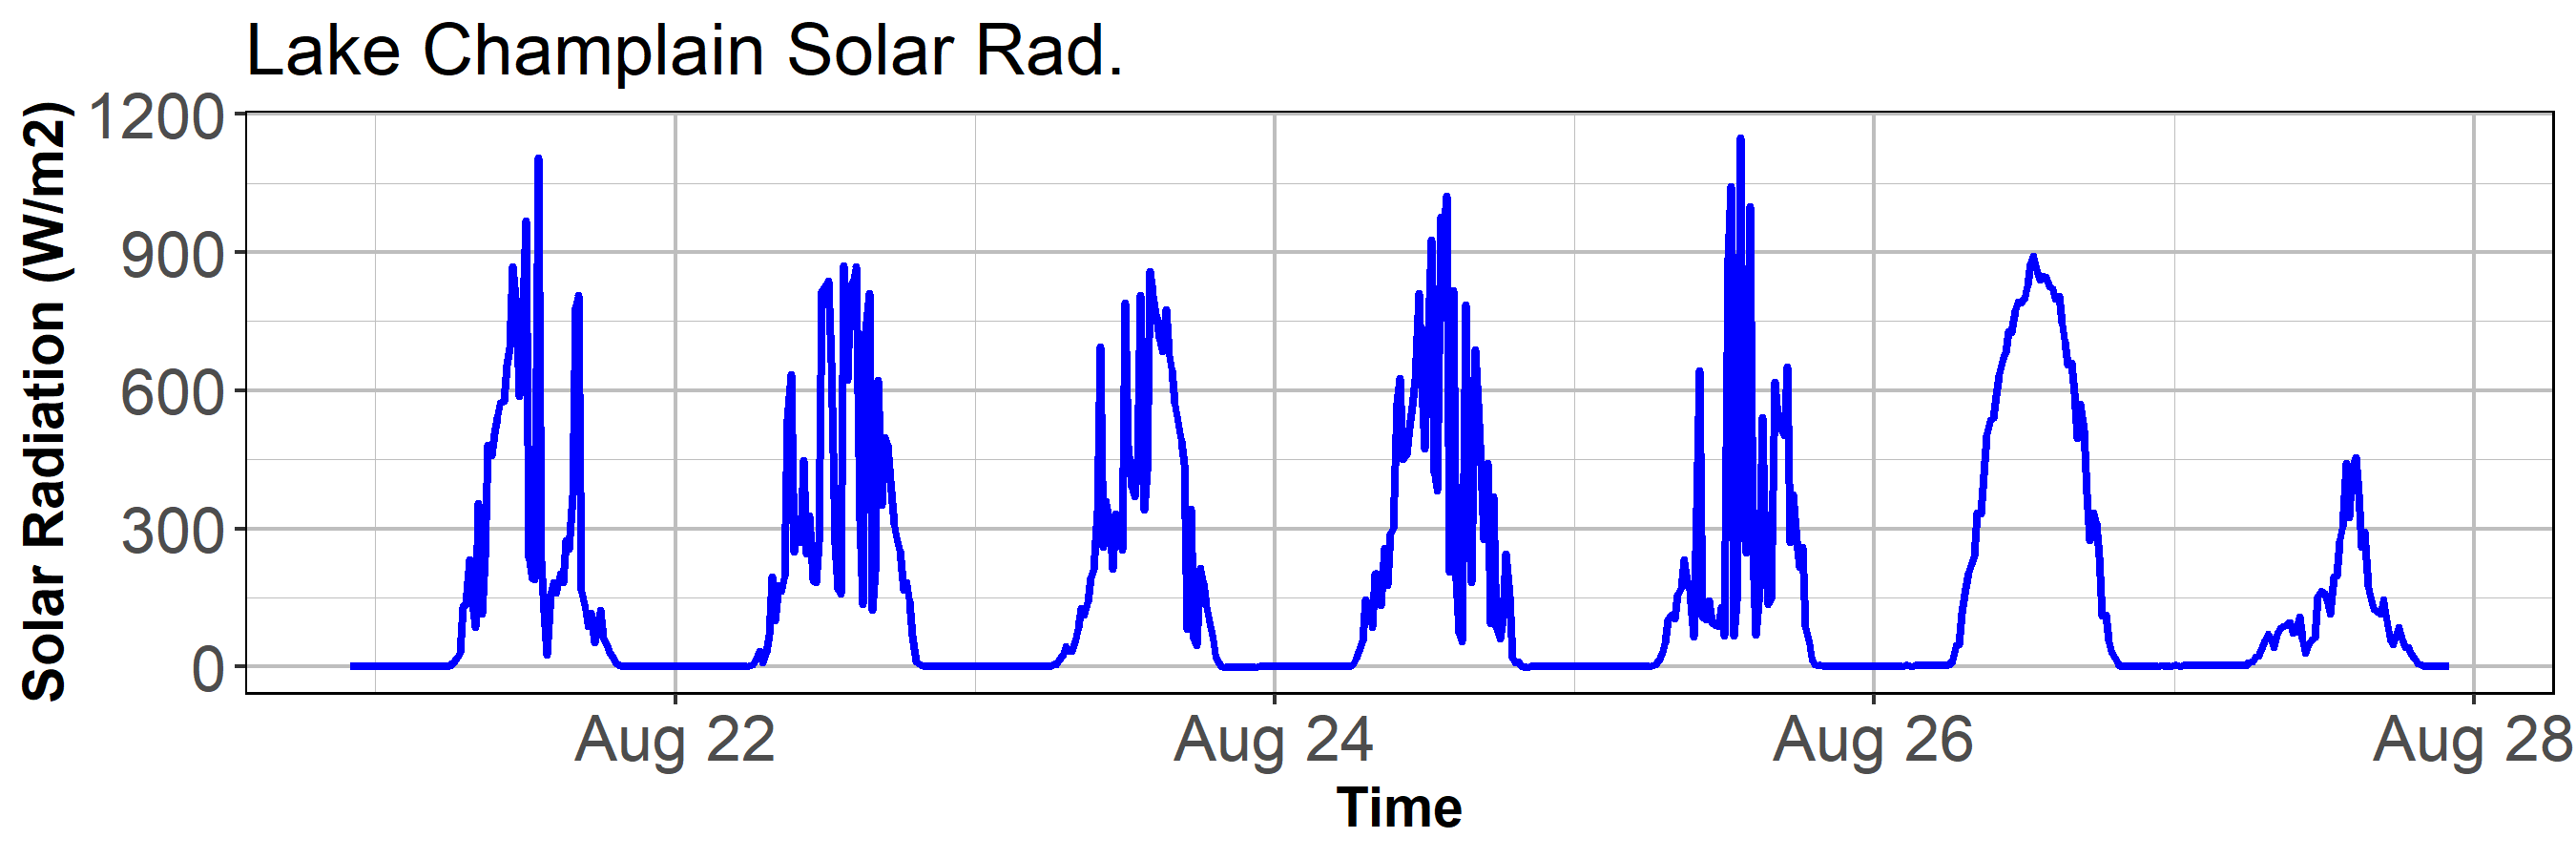 Lake Champlain Solar Rad.
Solar Radiation (W/m2)
1200
900
600
300
0
Aug 22 Aug 24 Aug 26 Aug 28
Time